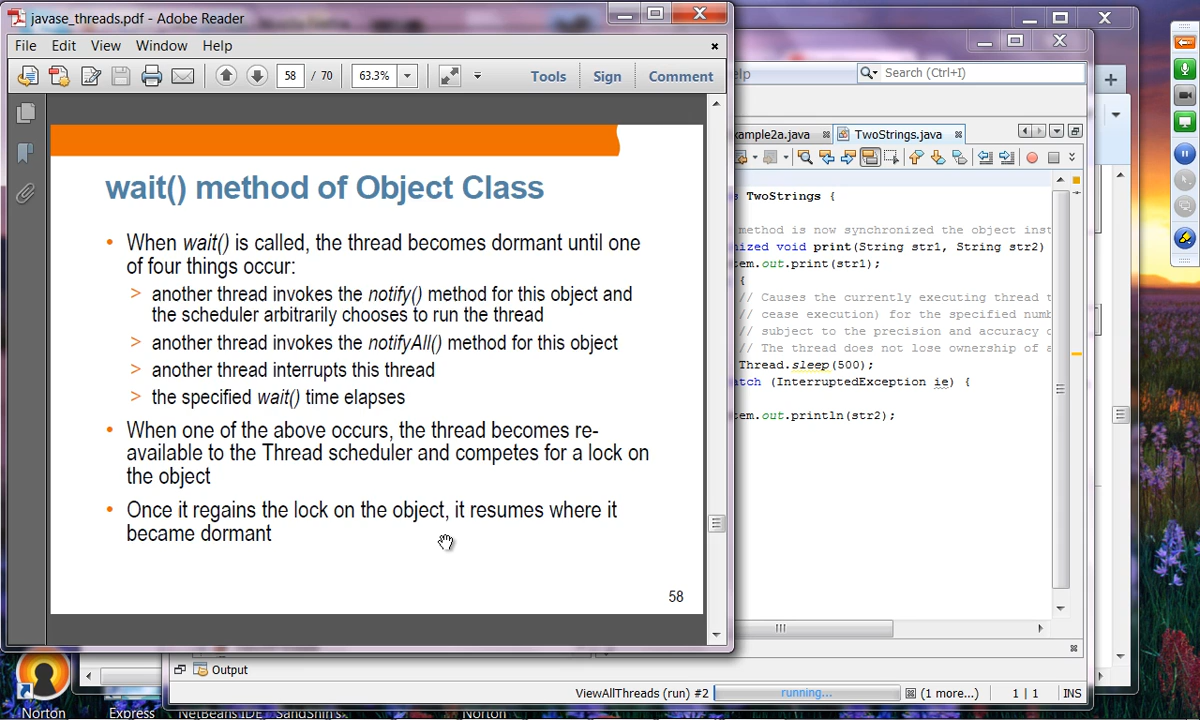 javase_threads.pdf - Adobe Reader
File Edit View Window Help
58 / 70 63.3% Tools Sign Comment
wait() method of Object Class
• When wait() is called, the thread becomes dormant until one
of four things occur:
> another thread invokes the notify() method for this object and
the scheduler arbitrarily chooses to run the thread
> another thread invokes the notifyAll() method for this object
> another thread interrupts this thread
> the specified wait() time elapses
• When one of the above occurs, the thread becomes re-
available to the Thread scheduler and competes for a lock on
the object
• Once it regains the lock on the object, it resumes where it
became dormant
58
elp
Search (Ctrl+I)
xample2a.java TwoStrings.java
s TwoStrings {
method is now synchronized the object inst
nized void print(String str1, String str2)
tem.out.print(str1);
{
// Causes the currently executing thread t
// cease execution) for the specified numb
// subject to the precision and accuracy o
// The thread does not lose ownership of a
Thread.sleep(500);
atch (InterruptedException ie) {
tem.out.println(str2);
Output
ViewAllThreads (run) #2 running... (1 more...) 1 | 1 INS
Norton Express NetBeans IDE SandShin's Norton